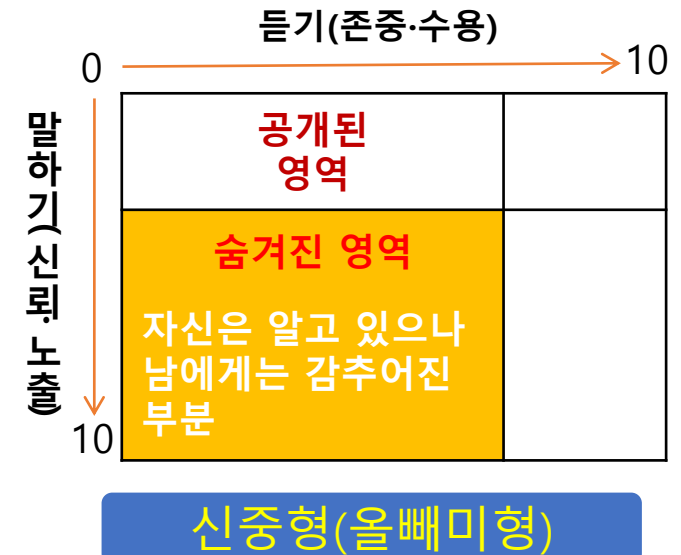 듣기(존중·수용)
0
10
말하기(신뢰·노출)
10
공개된
영역
숨겨진 영역
자신은 알고 있으나
남에게는 감추어진
부분
신중형(올빼미형)